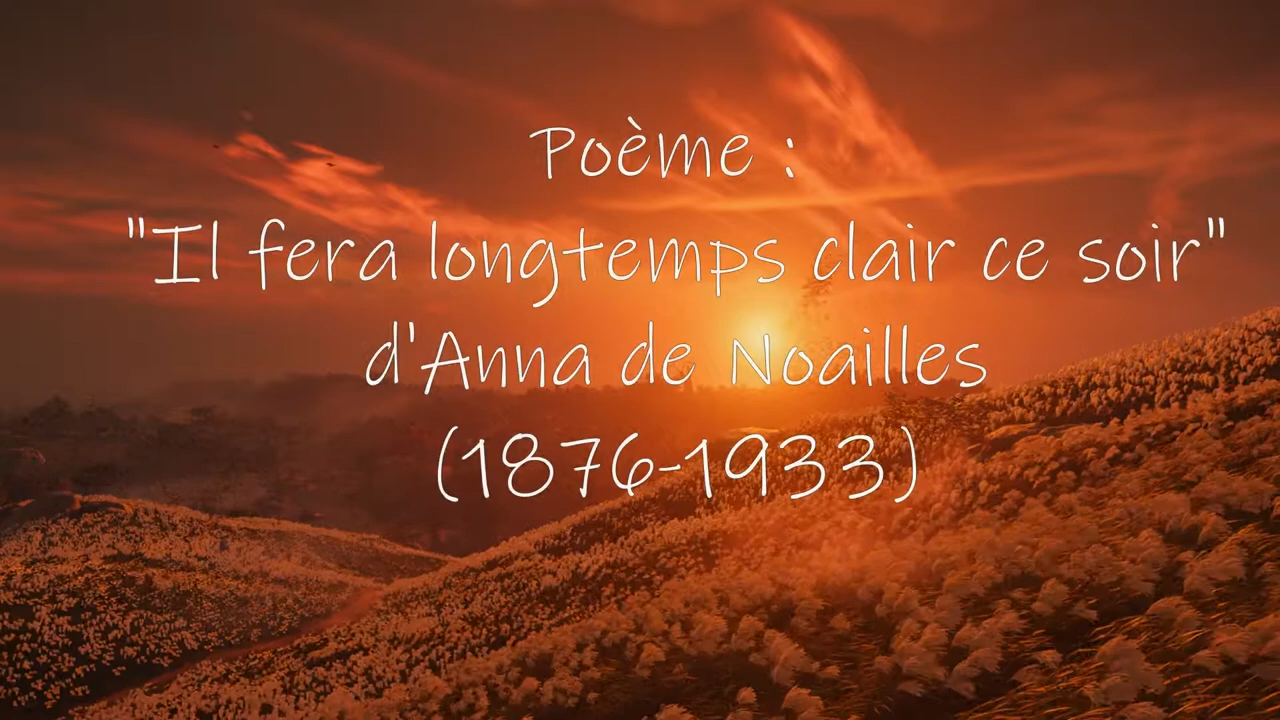 Poème :
"Il fera longtemps clair ce soir"
d'Anna de Noailles
(1876-1933)